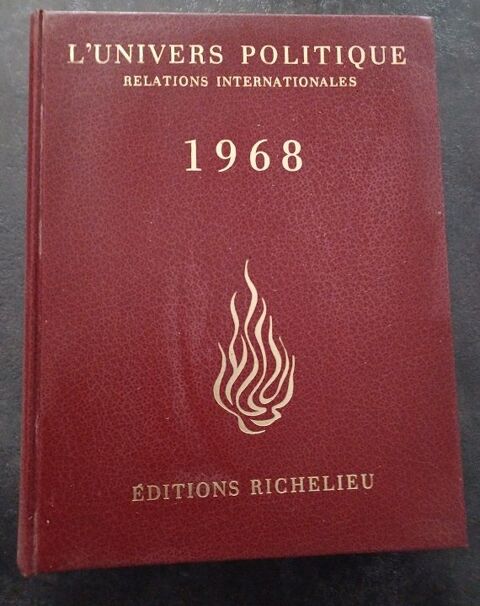 L'UNIVERS POLITIQUE
RELATIONS INTERNATIONALES
1968
ÉDITIONS RICHELIEU